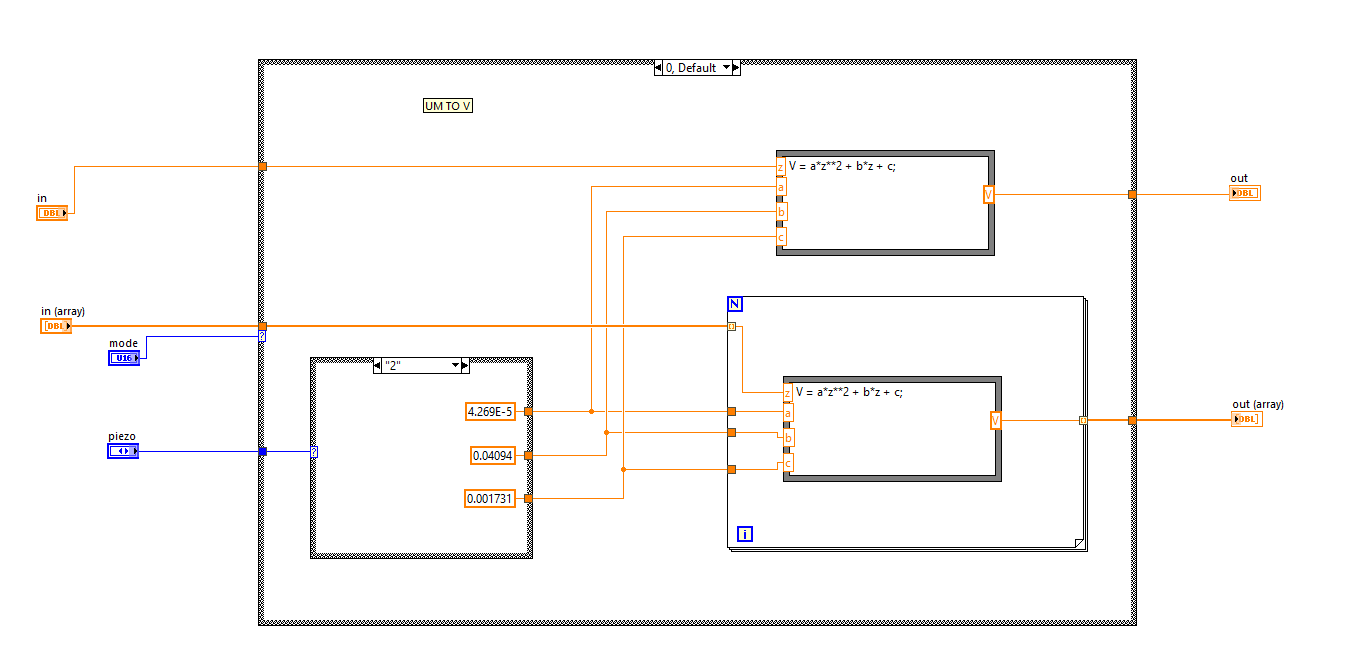 0, Default
UM TO V
z V = a*z**2 + b*z + c;
a
b
c
V
in
DBL
out
DBL
in (array)
[DBL]
mode
U16
?
N
"2"
4.269E-5
0.04094
0.001731
z V = a*z**2 + b*z + c;
a
b
c
V
out (array)
DBL]
piezo
?
i